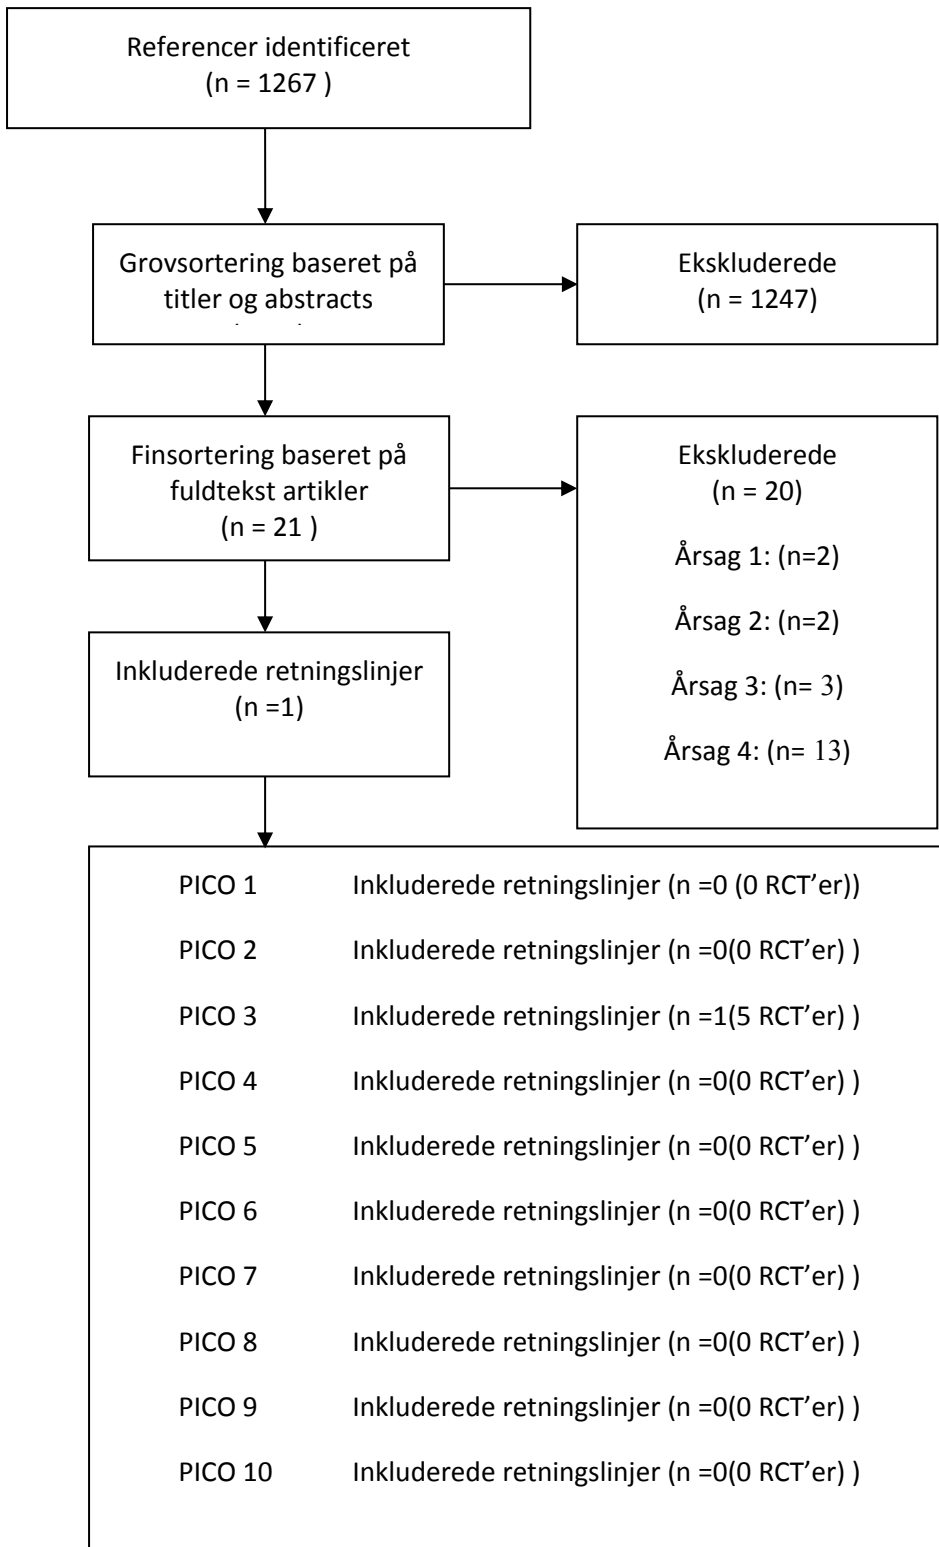 Referencer identificeret
(n = 1267 )
Grovsortering baseret på
titler og abstracts
Ekskluderede
(n = 1247)
Finsortering baseret på
fuldtekst artikler
(n = 21 )
Ekskluderede
(n = 20)
Årsag 1: (n=2)
Årsag 2: (n=2)
Årsag 3: (n= 3)
Årsag 4: (n= 13)
Inkluderede retningslinjer
(n =1)
PICO 1 Inkluderede retningslinjer (n =0 (0 RCT’er))
PICO 2 Inkluderede retningslinjer (n =0(0 RCT’er) )
PICO 3 Inkluderede retningslinjer (n =1(5 RCT’er) )
PICO 4 Inkluderede retningslinjer (n =0(0 RCT’er) )
PICO 5 Inkluderede retningslinjer (n =0(0 RCT’er) )
PICO 6 Inkluderede retningslinjer (n =0(0 RCT’er) )
PICO 7 Inkluderede retningslinjer (n =0(0 RCT’er) )
PICO 8 Inkluderede retningslinjer (n =0(0 RCT’er) )
PICO 9 Inkluderede retningslinjer (n =0(0 RCT’er) )
PICO 10 Inkluderede retningslinjer (n =0(0 RCT’er) )